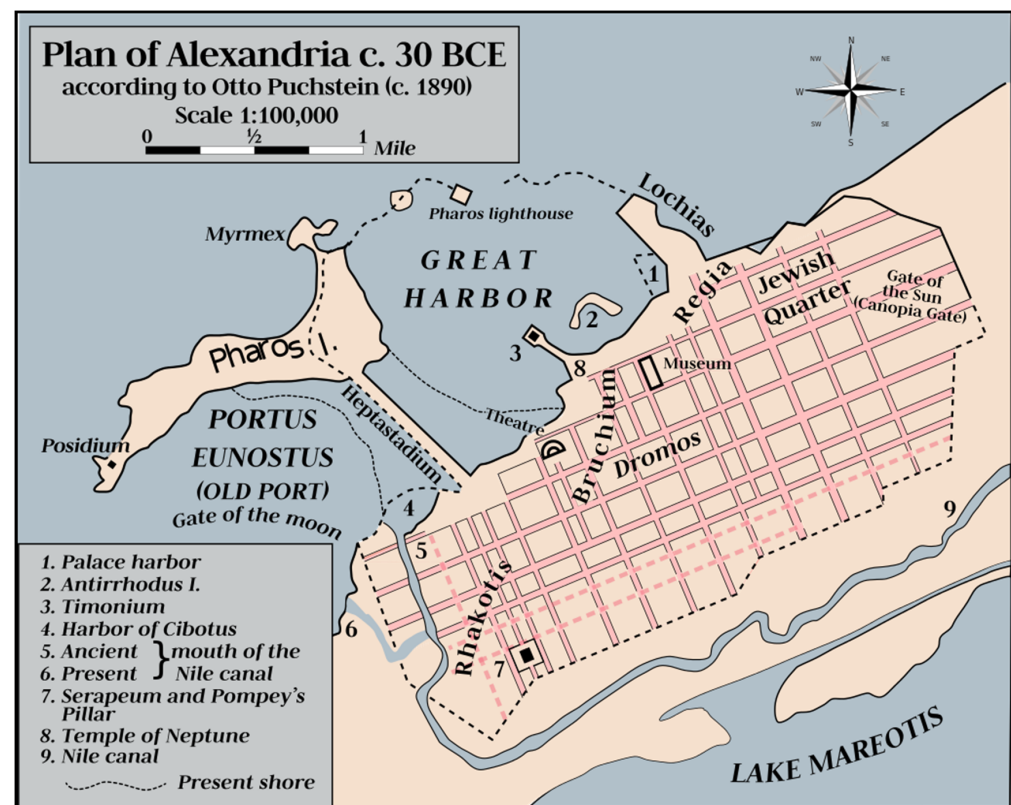 Plan of Alexandria c. 30 BCE
according to Otto Puchstein (c. 1890)
Scale 1:100,000
0 ½ 1
Mile
N
NW NE
W E
SW SE
S
Lochias
Pharos lighthouse
Myrmex
GREAT
HARBOR
1
Regia
Jewish
Quarter
Gate of
the Sun
(Canopia Gate)
2
3
8
Pharos I.
Museum
Heptastadium
Theatre
Bruchium
Dromos
PORTUS
EUNOSTUS
(OLD PORT)
Posidium
Gate of the moon
4
9
5
Rhakotis
6
7
1. Palace harbor
2. Antirrhodus I.
3. Timonium
4. Harbor of Cibotus
5. Ancient } mouth of the
6. Present } Nile canal
7. Serapeum and Pompey's
Pillar
8. Temple of Neptune
9. Nile canal
Present shore
LAKE MAREOTIS